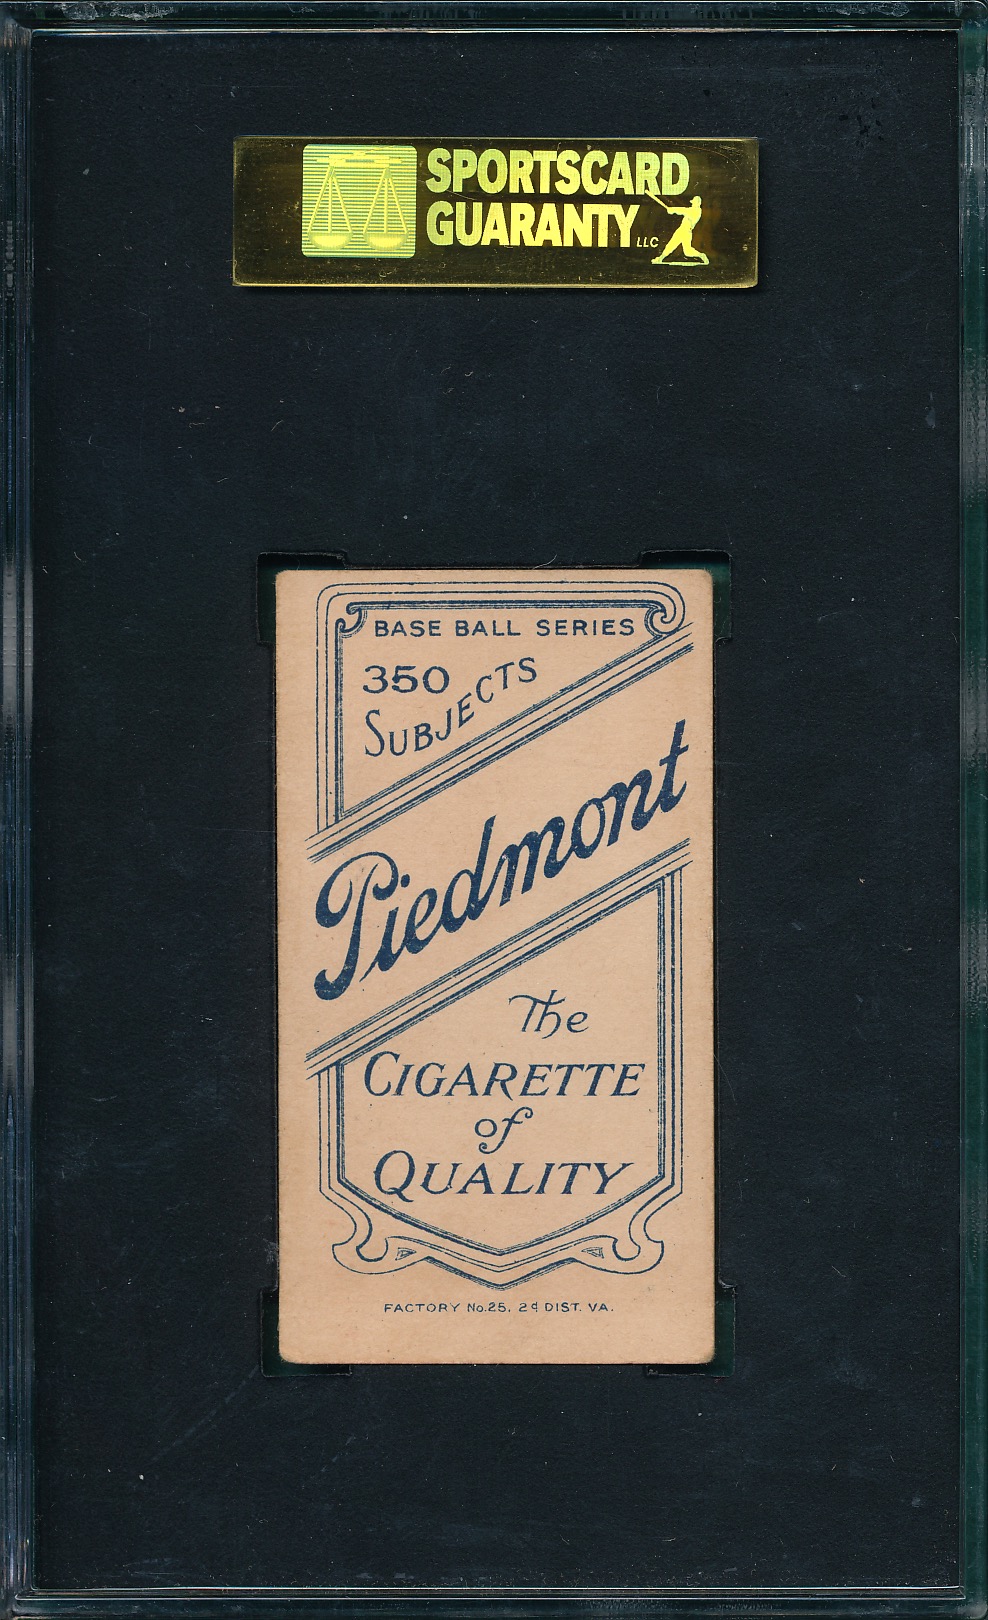 SPORTSCARD
GUARANTY LLC
BASE BALL SERIES
350
SUBJECTS
Piedmont
The
CIGARETTE
of
QUALITY
FACTORY No. 25. 2d DIST. VA.